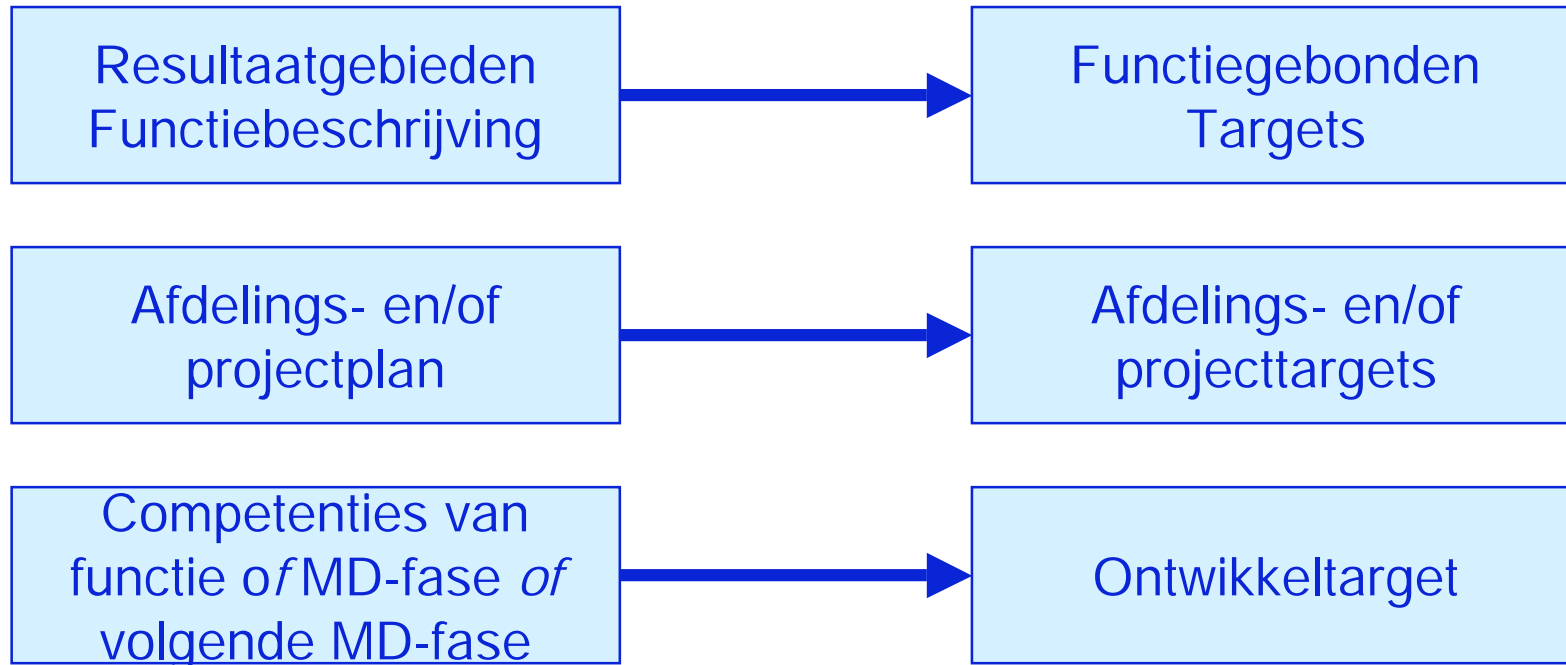 Resultaatgebieden
Functiebeschrijving
Functiegebonden
Targets
Afdelings- en/of
projectplan
Afdelings- en/of
projecttargets
Competenties van
functie of MD-fase of
volgende MD-fase
Ontwikkeltarget